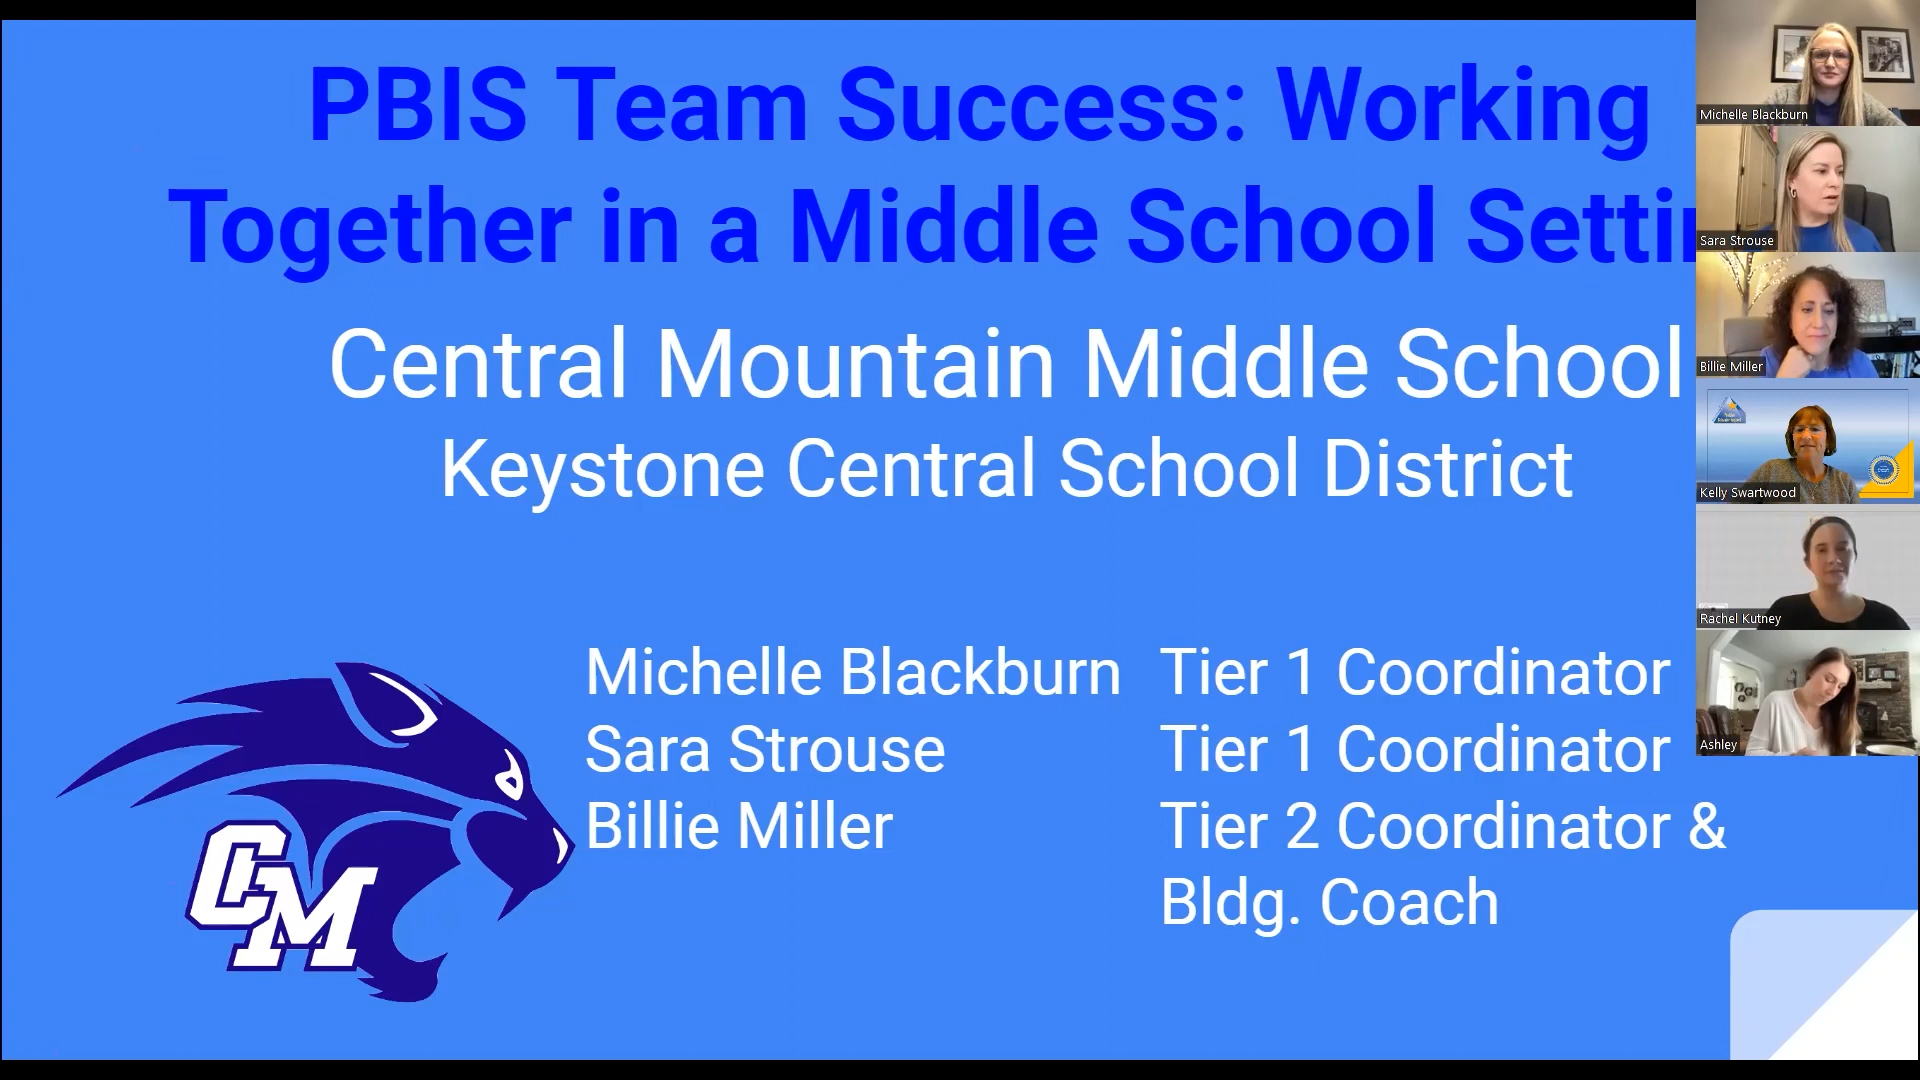 PBIS Team Success: Working
Together in a Middle School Settin
Central Mountain Middle School
Keystone Central School District
Michelle Blackburn Tier 1 Coordinator
Sara Strouse Tier 1 Coordinator
Billie Miller Tier 2 Coordinator &
Bldg. Coach
CM
Michelle Blackburn
Sara Strouse
Billie Miller
Kelly Swartwood
Rachel Kutney
Ashley